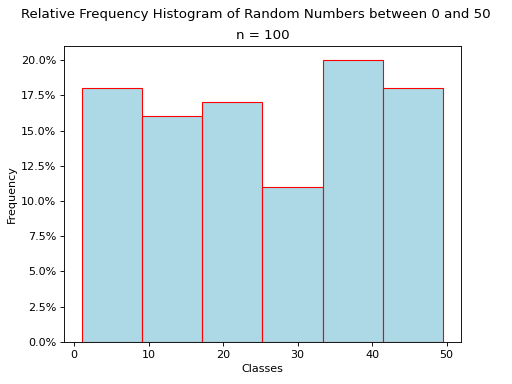 Relative Frequency Histogram of Random Numbers between 0 and 50
n = 100
20.0%
17.5%
15.0%
12.5%
10.0%
7.5%
5.0%
2.5%
0.0%
Frequency
0 10 20 30 40 50
Classes